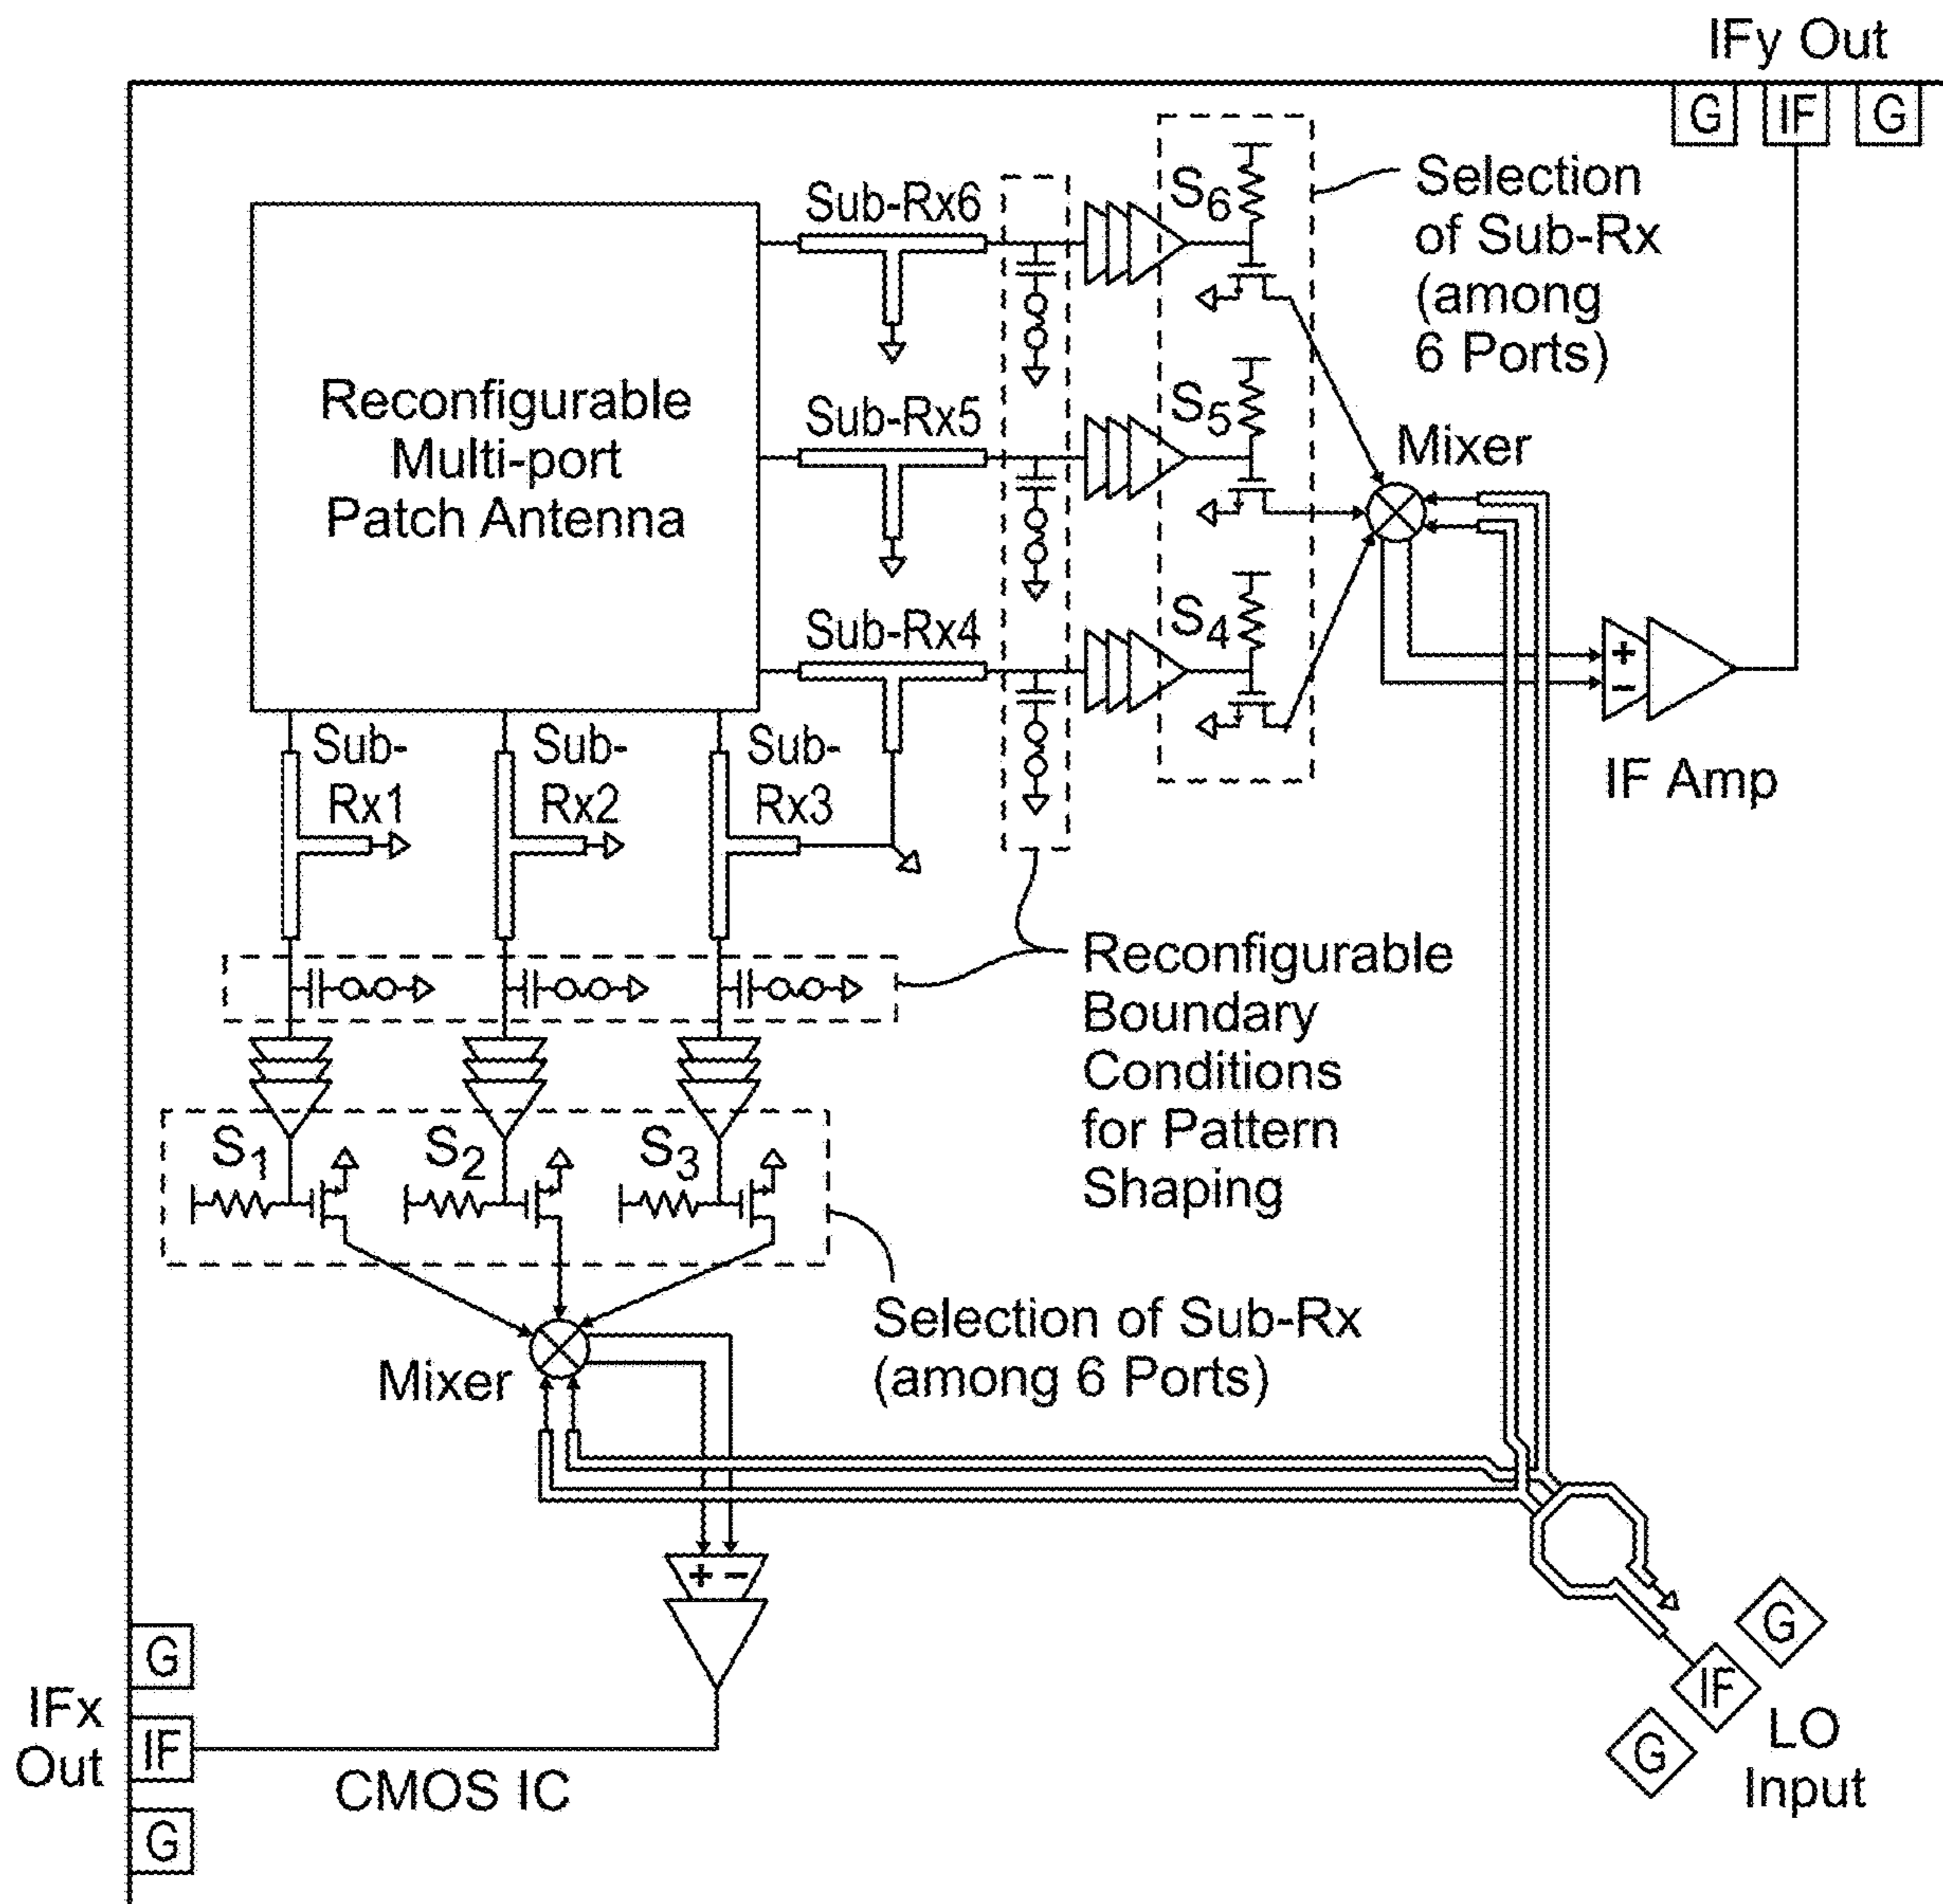 IFy Out
G IF G
Sub-Rx6
S6
Selection
of Sub-Rx
(among
6 Ports)
Reconfigurable
Multi-port
Patch Antenna
Sub-Rx5
S5
Mixer
Sub-Rx4
S4
+
-
IF Amp
Sub-
Rx1
Sub-
Rx2
Sub-
Rx3
Reconfigurable
Boundary
Conditions
for Pattern
Shaping
S1
S2
S3
Selection of Sub-Rx
(among 6 Ports)
Mixer
+ -
G
IF
G
IFx
Out
CMOS IC
G
IF
G
LO
Input